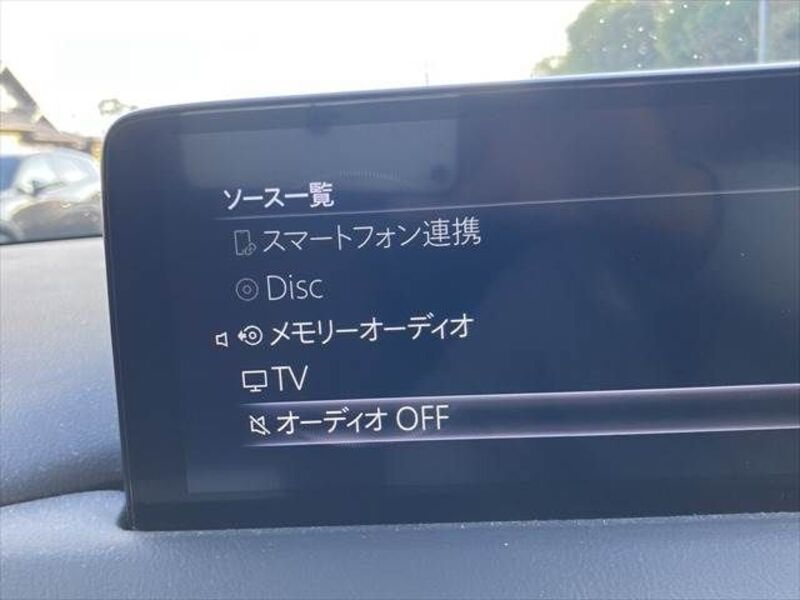 ソース一覧
スマートフォン連携
Disc
メモリーオーディオ
TV
オーディオ OFF